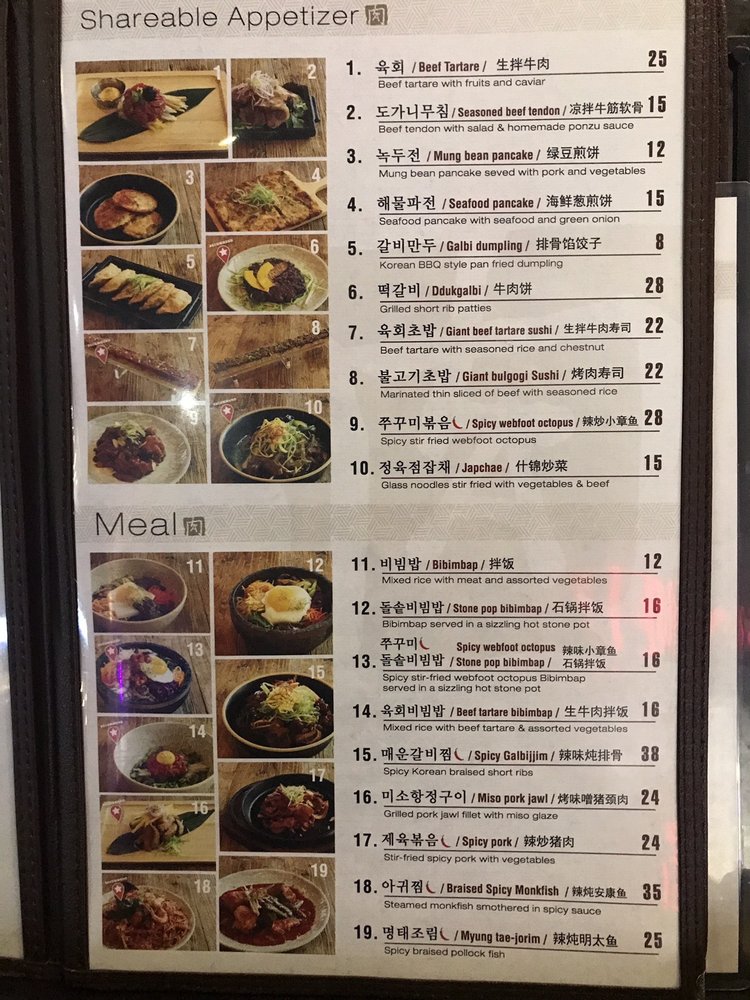 Shareable Appetizer 肉
1. 육회 / Beef Tartare / 生拌牛肉 25
Beef tartare with fruits and caviar
2. 도가니무침 / Seasoned beef tendon / 凉拌牛筋软骨 15
Beef tendon with salad & homemade ponzu sauce
3. 녹두전 / Mung bean pancake / 绿豆煎饼 12
Mung bean pancake seved with pork and vegetables
4. 해물파전 / Seafood pancake / 海鲜葱煎饼 15
Seafood pancake with seafood and green onion
5. 갈비만두 / Galbi dumpling / 排骨馅饺子 8
Korean BBQ style pan fried dumpling
6. 떡갈비 / Ddukgalbi / 牛肉饼 28
Grilled short rib patties
7. 육회초밥 / Giant beef tartare sushi / 生拌牛肉寿司 22
Beef tartare with seasoned rice and chestnut
8. 불고기초밥 / Giant bulgogi Sushi / 烤肉寿司 22
Marinated thin sliced of beef with seasoned rice
9. 쭈꾸미볶음 / Spicy webfoot octopus / 辣炒小章鱼 28
Spicy stir fried webfoot octopus
10. 정육점잡채 / Japchae / 什锦炒菜 15
Glass noodles stir fried with vegetables & beef
1 2
3 4
5 6
7 8
9 10
Meal 肉
11. 비빔밥 / Bibimbap / 拌饭 12
Mixed rice with meat and assorted vegetables
12. 돌솥비빔밥 / Stone pop bibimbap / 石锅拌饭 16
Bibimbap served in a sizzling hot stone pot
쭈꾸미 Spicy webfoot octopus 辣味小章鱼
13. 돌솥비빔밥 / Stone pop bibimbap / 石锅拌饭 16
Spicy stir-fried webfoot octopus Bibimbap
served in a sizzling hot stone pot
14. 육회비빔밥 / Beef tartare bibimbap / 生牛肉拌饭 16
Mixed rice with beef tartare & assorted vegetables
15. 매운갈비찜 / Spicy Galbijjim / 辣味炖排骨 38
Spicy Korean braised short ribs
16. 미소항정구이 / Miso pork jawl / 烤味噌猪颈肉 24
Grilled pork jawl fillet with miso glaze
17. 제육볶음 / Spicy pork / 辣炒猪肉 24
Stir-fried spicy pork with vegetables
18. 아귀찜 / Braised Spicy Monkfish / 辣炖安康鱼 35
Steamed monkfish smothered in spicy sauce
19. 명태조림 / Myung tae-jorim / 辣炖明太鱼 25
Spicy braised pollock fish
11 12
13 15
14 17
16 19
18